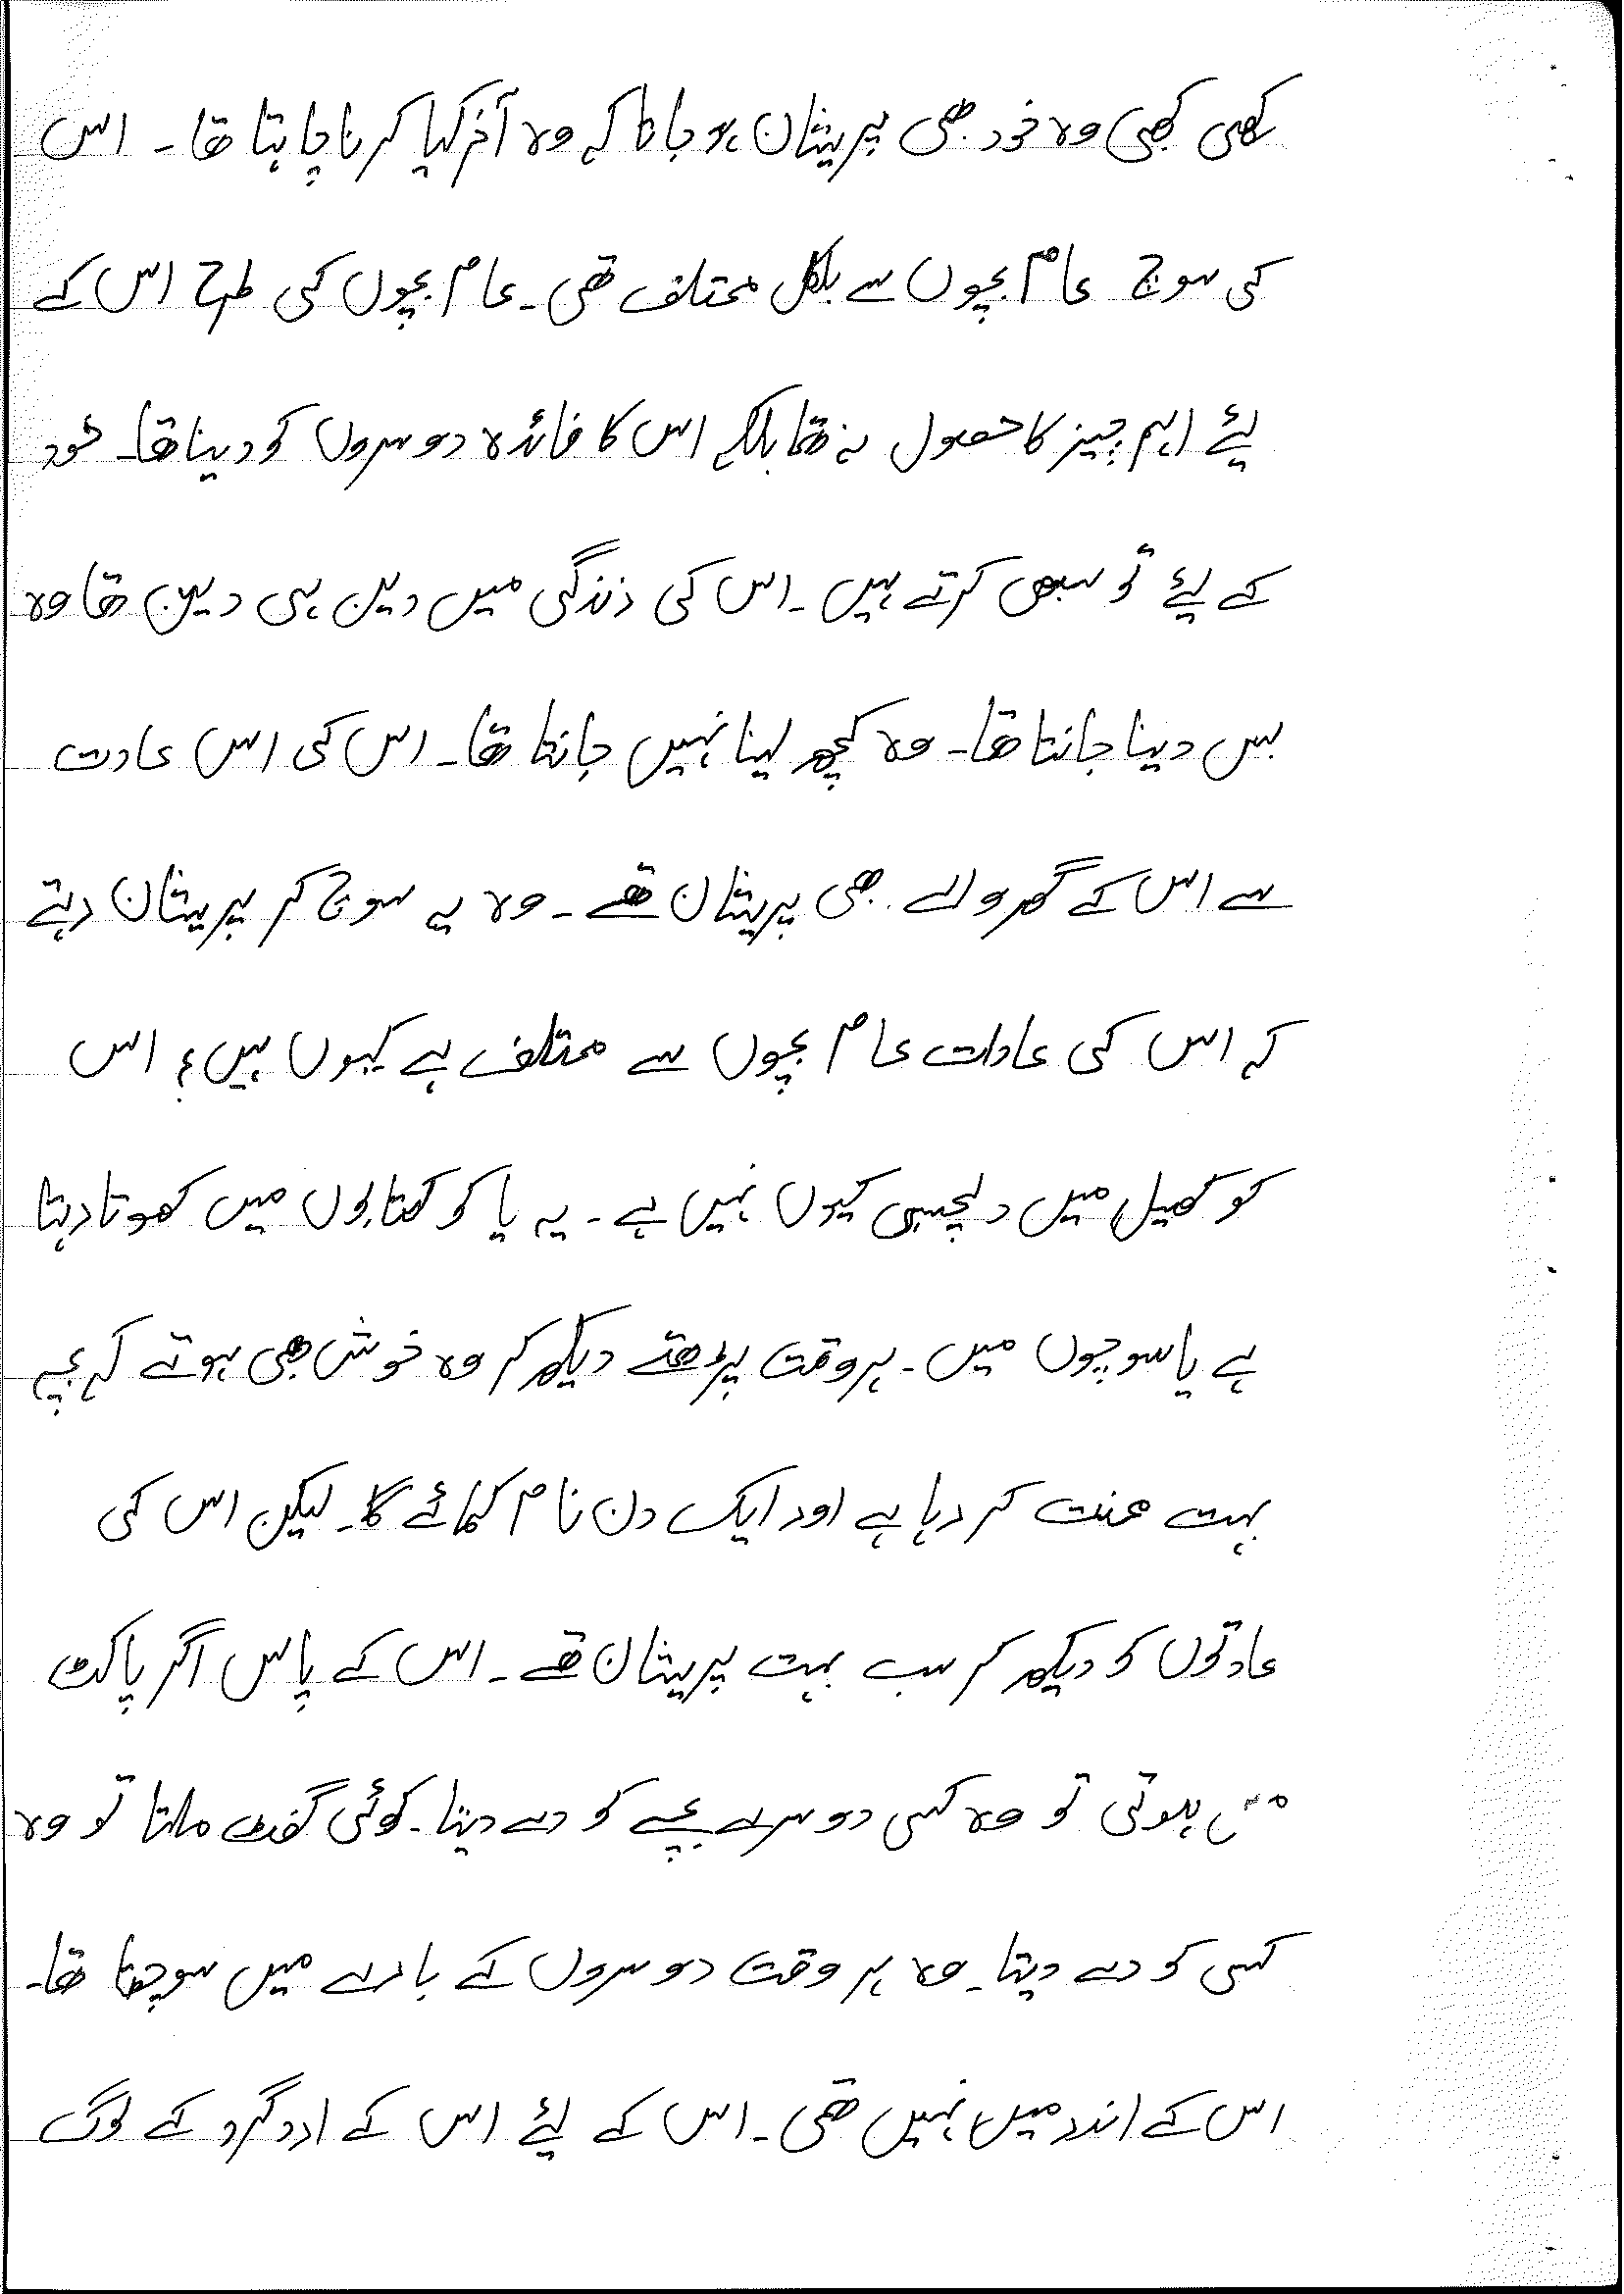 کبھی کبھی وہ خود بھی پریشان ہو جاتا کہ وہ آخر کیا کرنا چاہتا تھا۔ اس
کی سوچ عام بچوں سے بلکل مختلف تھی۔ عام بچوں کی طرح اس کے
لئے اہم چیز کا حصول نہ تھا بلکہ اس کا فائدہ دوسروں کو دینا تھا۔ خود
کے لئے تو سبھی کرتے ہیں۔ اس کی زندگی میں دین ہی دین تھا وہ
بس دینا جانتا تھا۔ وہ کچھ لینا نہیں جانتا تھا۔ اس کی اس عادت
سے اس کے گھر والے بھی پریشان تھے۔ وہ یہ سوچ کر پریشان رہتے
کہ اس کی عادات عام بچوں سے مختلف ہے کیوں ہیں؟ اس
کو کھیل میں دلچسپی کیوں نہیں ہے۔ یہ یا کو کتابوں میں کھوتا رہتا
ہے یا سوچوں میں۔ ہر وقت پڑھتے دیکھ کر وہ خوش بھی ہوتے کہ بچہ
بہت محنت کر رہا ہے اور ایک دن نام کمائے گا۔ لیکن اس کی
عادتوں کو دیکھ کر سب بہت پریشان تھے۔ اس کے پاس اگر پاکٹ
منی ہوتی تو وہ کسی دوسرے بچے کو دے دیتا۔ کوئی گفٹ ملتا تو وہ
کسی کو دے دیتا۔ وہ ہر وقت دوسروں کے بارے میں سوچتا تھا۔
اس کے اندر میں نہیں تھی۔ اس کے لئے اس کے اردگرد کے لوگ